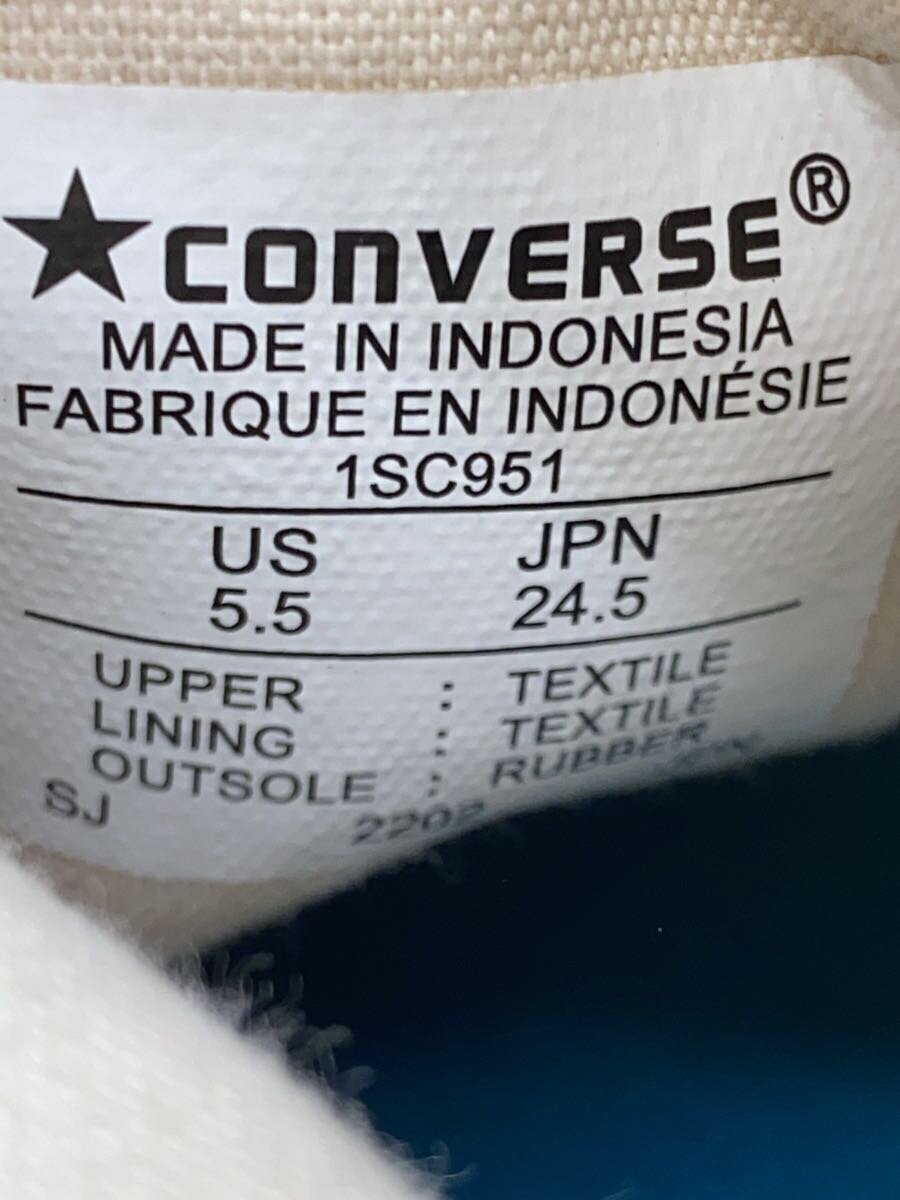 ★CONVERSE®
MADE IN INDONESIA
FABRIQUE EN INDONÉSIE
1SC951
US JPN
5.5 24.5
UPPER : TEXTILE
LINING : TEXTILE
OUTSOLE : RUBBER
SJ 2202